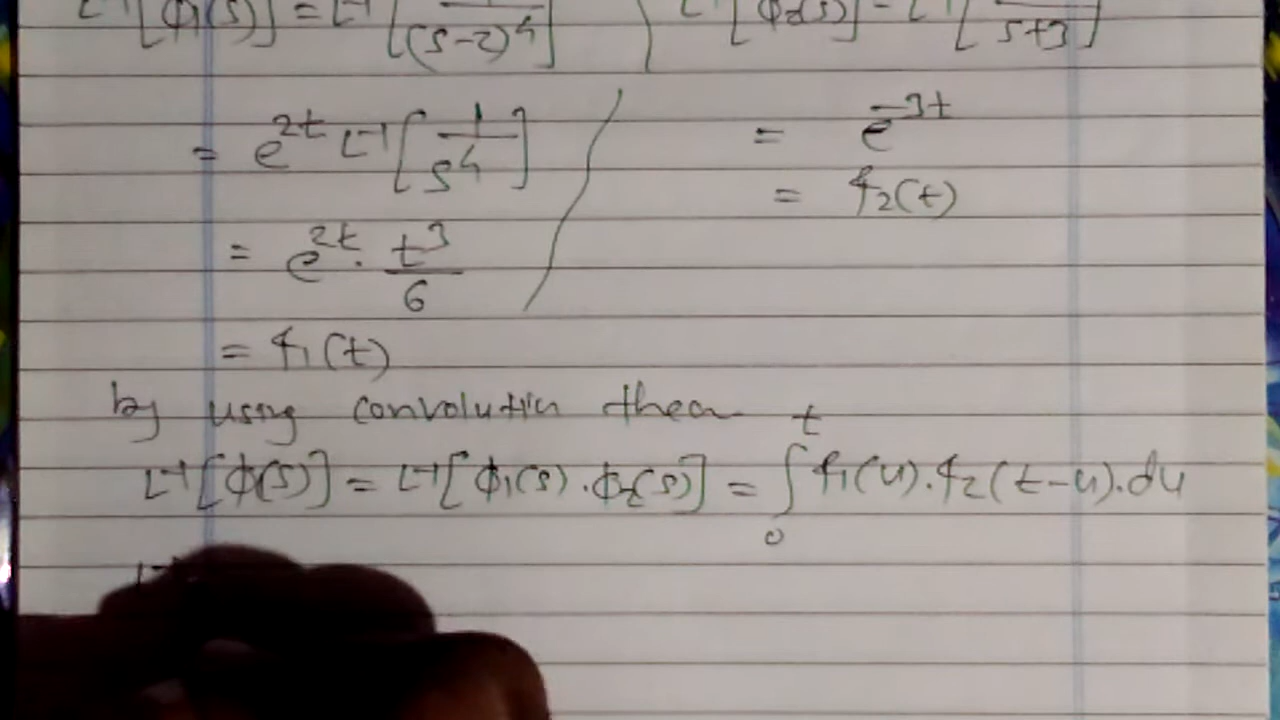 L⁻¹[ϕ₁(s)] = L⁻¹[1/(s-2)⁴] L⁻¹[ϕ₂(s)] = L⁻¹[1/s+3]
= e^2t L⁻¹[1/s⁴] = e^-3t
= f₂(t)
= e^2t . t³/6
= f₁(t)
by using convolution
L⁻¹[ϕ(s)] = L⁻¹[ϕ₁(s) . ϕ₂(s)] = ∫₀ᵗ f₁(u) . f₂(t-u) . du